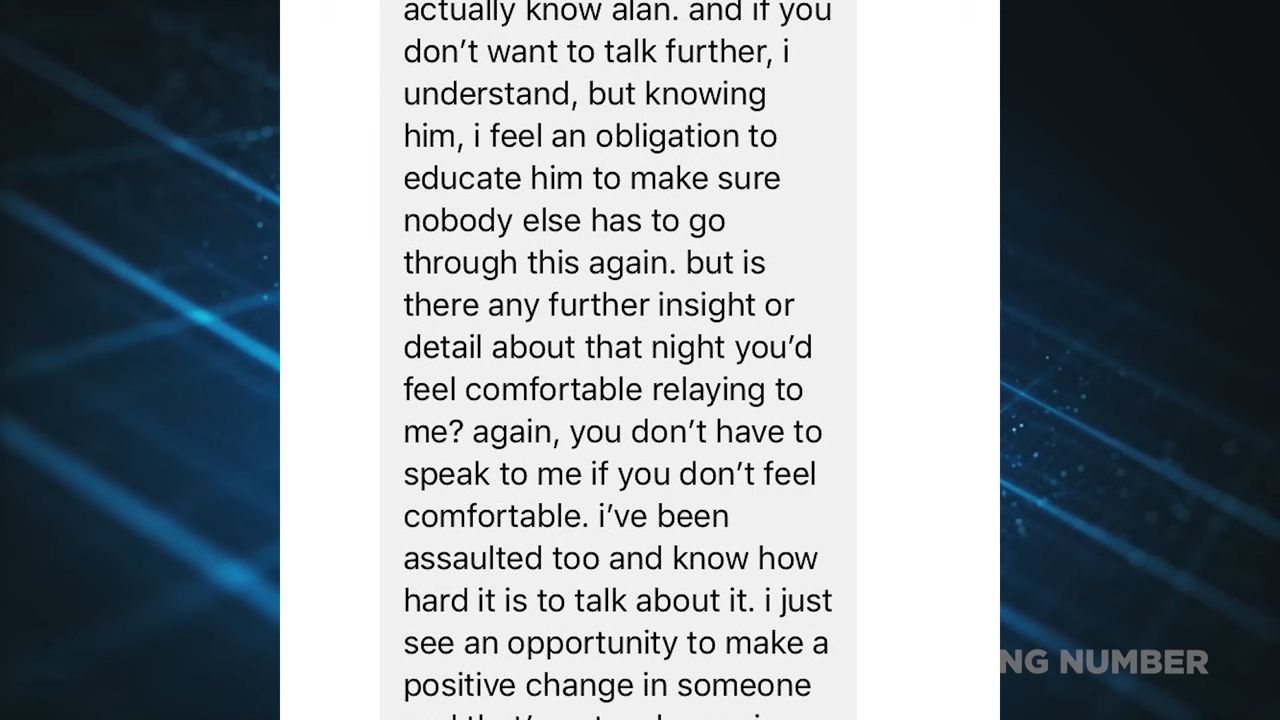 actually know alan. and if you
don’t want to talk further, i
understand, but knowing
him, i feel an obligation to
educate him to make sure
nobody else has to go
through this again. but is
there any further insight or
detail about that night you’d
feel comfortable relaying to
me? again, you don’t have to
speak to me if you don’t feel
comfortable. i’ve been
assaulted too and know how
hard it is to talk about it. i just
see an opportunity to make a
positive change in someone
NG NUMBER